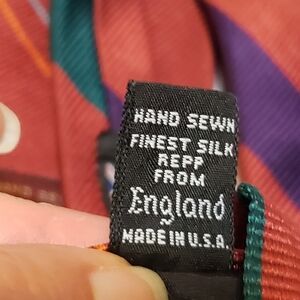 HAND SEWN
FINEST SILK
REPP
FROM
England
MADE IN U.S.A.